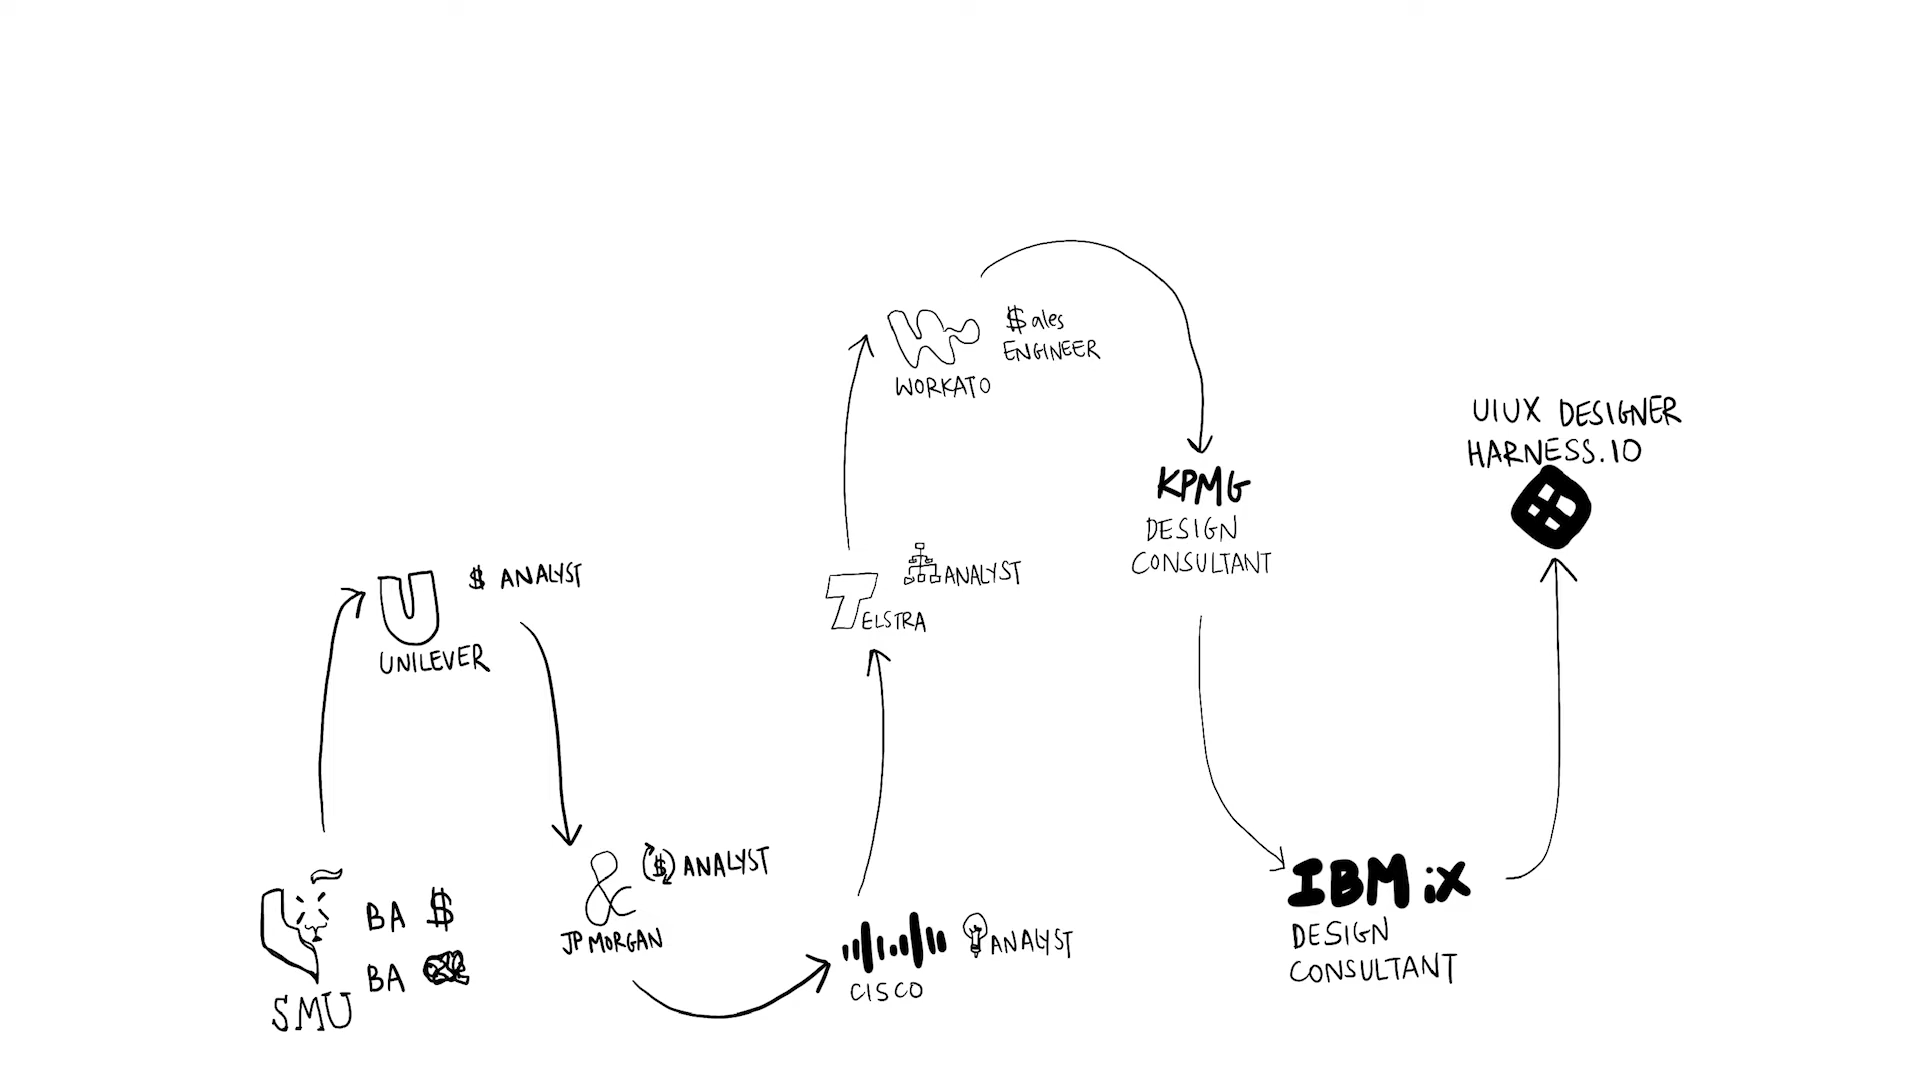 SMU
BA $
BA
UNILEVER
$ ANALYST
JP MORGAN
$ ANALYST
CISCO
ANALYST
TELSTRA
ANALYST
WORKATO
$ales
ENGINEER
KPMG
DESIGN
CONSULTANT
IBM iX
DESIGN
CONSULTANT
UIUX DESIGNER
HARNESS.IO